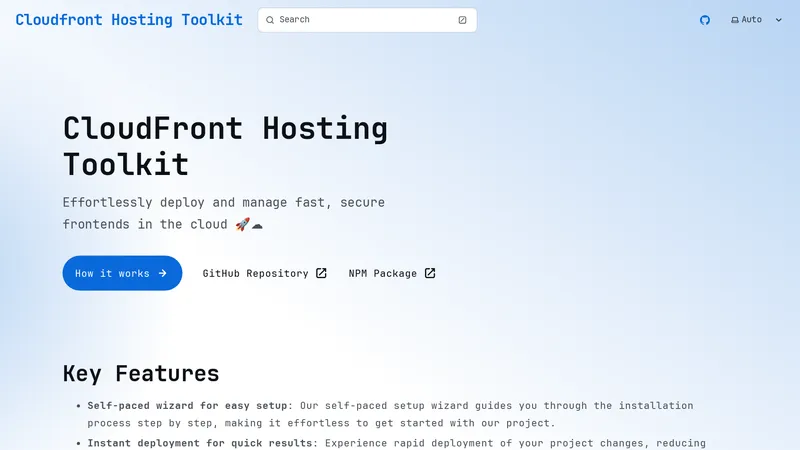 Cloudfront Hosting Toolkit
Search
Auto
CloudFront Hosting
Toolkit
Effortlessly deploy and manage fast, secure
frontends in the cloud 🚀☁
How it works →
GitHub Repository
NPM Package
Key Features
• Self-paced wizard for easy setup: Our self-paced setup wizard guides you through the installation
process step by step, making it effortless to get started with our project.
• Instant deployment for quick results: Experience rapid deployment of your project changes, reducing